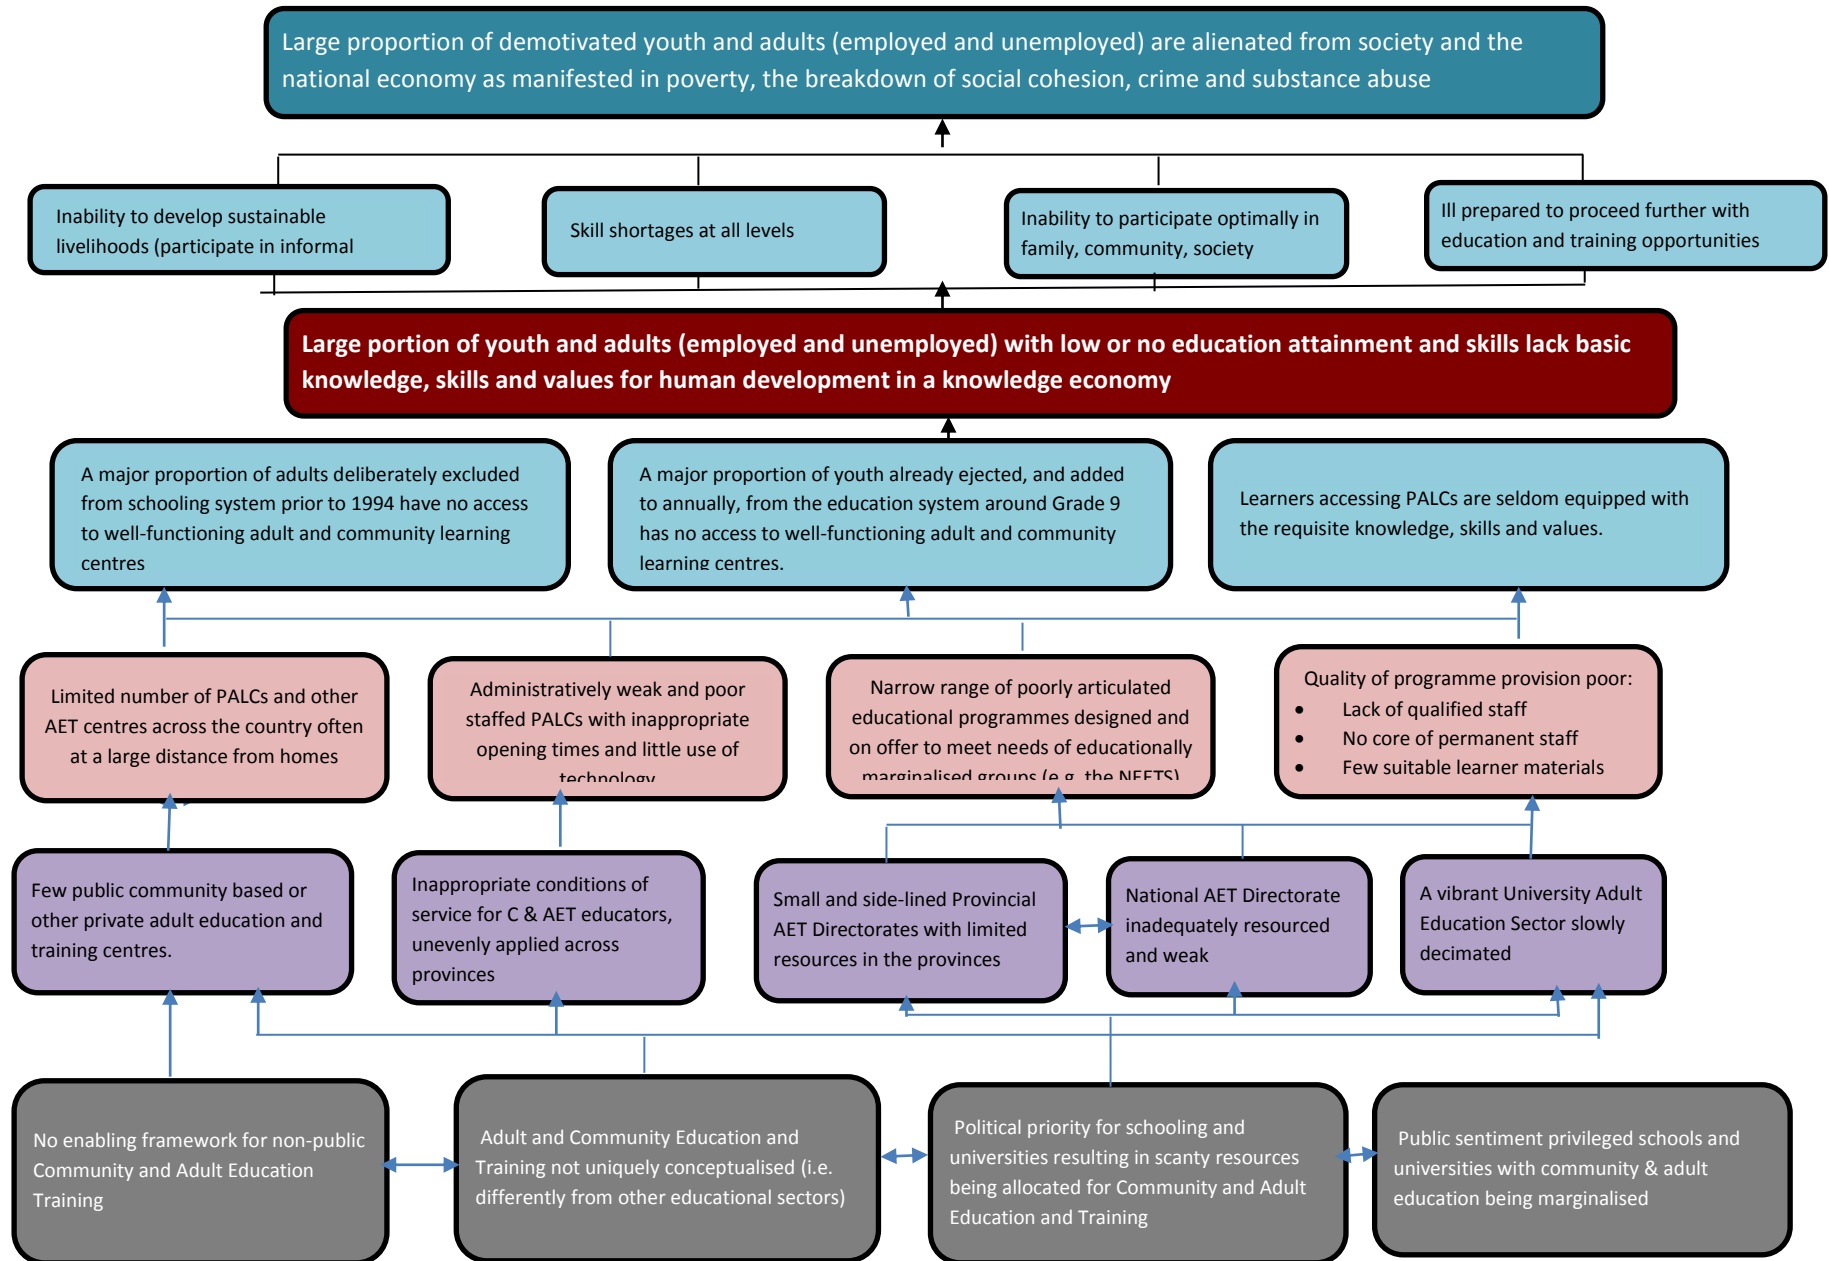 Large proportion of demotivated youth and adults (employed and unemployed) are alienated from society and the
national economy as manifested in poverty, the breakdown of social cohesion, crime and substance abuse
Inability to develop sustainable
livelihoods (participate in informal
Skill shortages at all levels
Inability to participate optimally in
family, community, society
Ill prepared to proceed further with
education and training opportunities
Large portion of youth and adults (employed and unemployed) with low or no education attainment and skills lack basic
knowledge, skills and values for human development in a knowledge economy
A major proportion of adults deliberately excluded
from schooling system prior to 1994 have no access
to well-functioning adult and community learning
centres
A major proportion of youth already ejected, and added
to annually, from the education system around Grade 9
has no access to well-functioning adult and community
learning centres.
Learners accessing PALCs are seldom equipped with
the requisite knowledge, skills and values.
Limited number of PALCs and other
AET centres across the country often
at a large distance from homes
Administratively weak and poor
staffed PALCs with inappropriate
opening times and little use of
technology
Narrow range of poorly articulated
educational programmes designed and
on offer to meet needs of educationally
marginalised groups (e.g. the NEETS)
Quality of programme provision poor:
• Lack of qualified staff
• No core of permanent staff
• Few suitable learner materials
Few public community based or
other private adult education and
training centres.
Inappropriate conditions of
service for C & AET educators,
unevenly applied across
provinces
Small and side-lined Provincial
AET Directorates with limited
resources in the provinces
National AET Directorate
inadequately resourced
and weak
A vibrant University Adult
Education Sector slowly
decimated
No enabling framework for non-public
Community and Adult Education
Training
Adult and Community Education and
Training not uniquely conceptualised (i.e.
differently from other educational sectors)
Political priority for schooling and
universities resulting in scanty resources
being allocated for Community and Adult
Education and Training
Public sentiment privileged schools and
universities with community & adult
education being marginalised